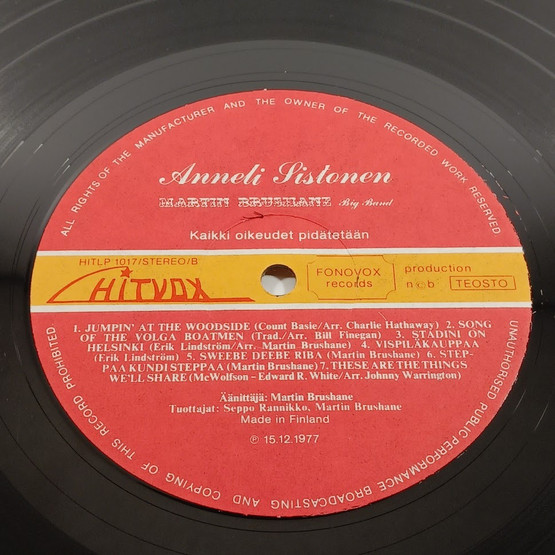 ALL RIGHTS OF THE MANUFACTURER AND THE OWNER OF THE RECORDED WORK RESERVED
UNAUTHORISED PUBLIC PERFORMANCE BROADCASTING AND COPYING OF THIS RECORD PROHIBITED
Anneli Sistonen
MARTIN BRUSHANE Big Band
Kaikki oikeudet pidätetään
HITLP 1017/STEREO/B
HITVOX
FONOVOX
records
production
n©b TEOSTO
1. JUMPIN' AT THE WOODSIDE (Count Basie/Arr. Charlie Hathaway) 2. SONG
OF THE VOLGA BOATMEN (Trad./Arr. Bill Finegan) 3. STADINI ON
HELSINKI (Erik Lindström/Arr. Martin Brushane) 4. VISPILÄKAUPPAA
(Erik Lindström) 5. SWEEBE DEEBE RIBA (Martin Brushane) 6. STEP-
PAA KUNDI STEPPAA (Martin Brushane) 7. THESE ARE THE THINGS
WE'LL SHARE (McWolfson – Edward R. White/Arr. Johnny Warrington)
Äänittäjä: Martin Brushane
Tuottajat: Seppo Rannikko, Martin Brushane
Made in Finland
℗ 15.12.1977